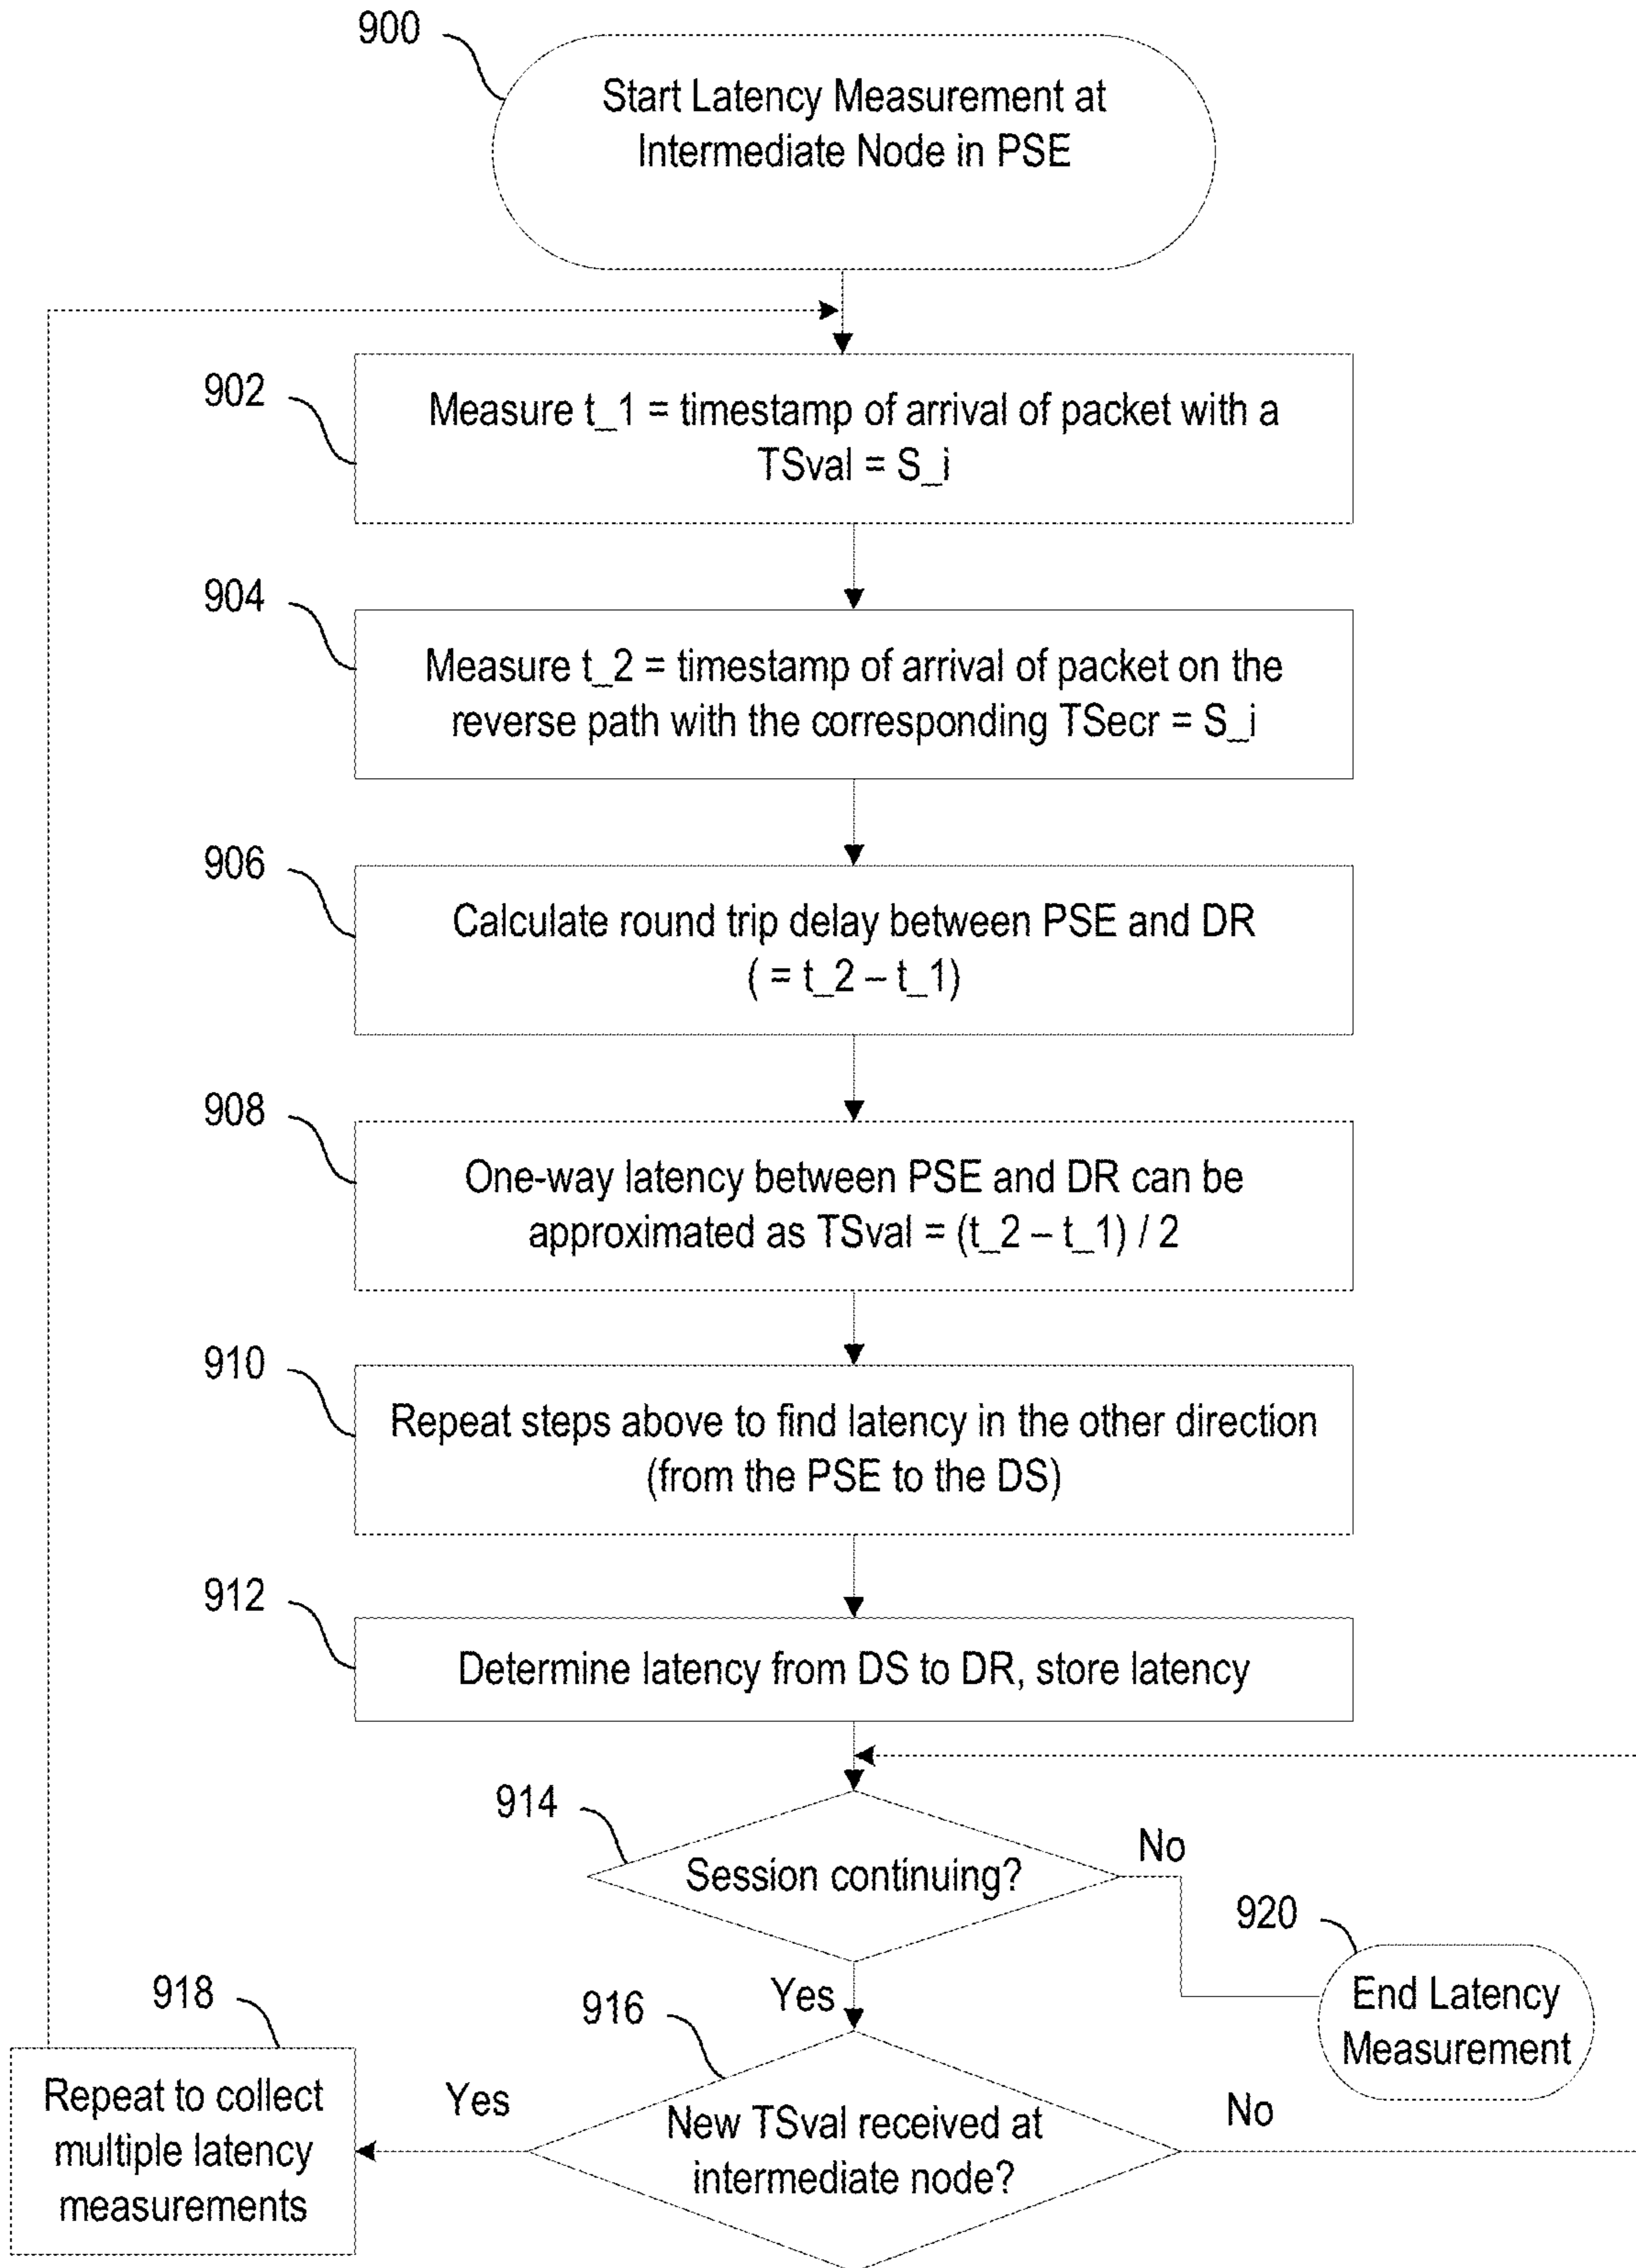 900
Start Latency Measurement at
Intermediate Node in PSE
902
Measure t_1 = timestamp of arrival of packet with a
TSval = S_i
904
Measure t_2 = timestamp of arrival of packet on the
reverse path with the corresponding TSecr = S_i
906
Calculate round trip delay between PSE and DR
( = t_2 – t_1)
908
One-way latency between PSE and DR can be
approximated as TSval = (t_2 – t_1) / 2
910
Repeat steps above to find latency in the other direction
(from the PSE to the DS)
912
Determine latency from DS to DR, store latency
914
Session continuing?
No
920
End Latency
Measurement
Yes
916
New TSval received at
intermediate node?
No
Yes
918
Repeat to collect
multiple latency
measurements